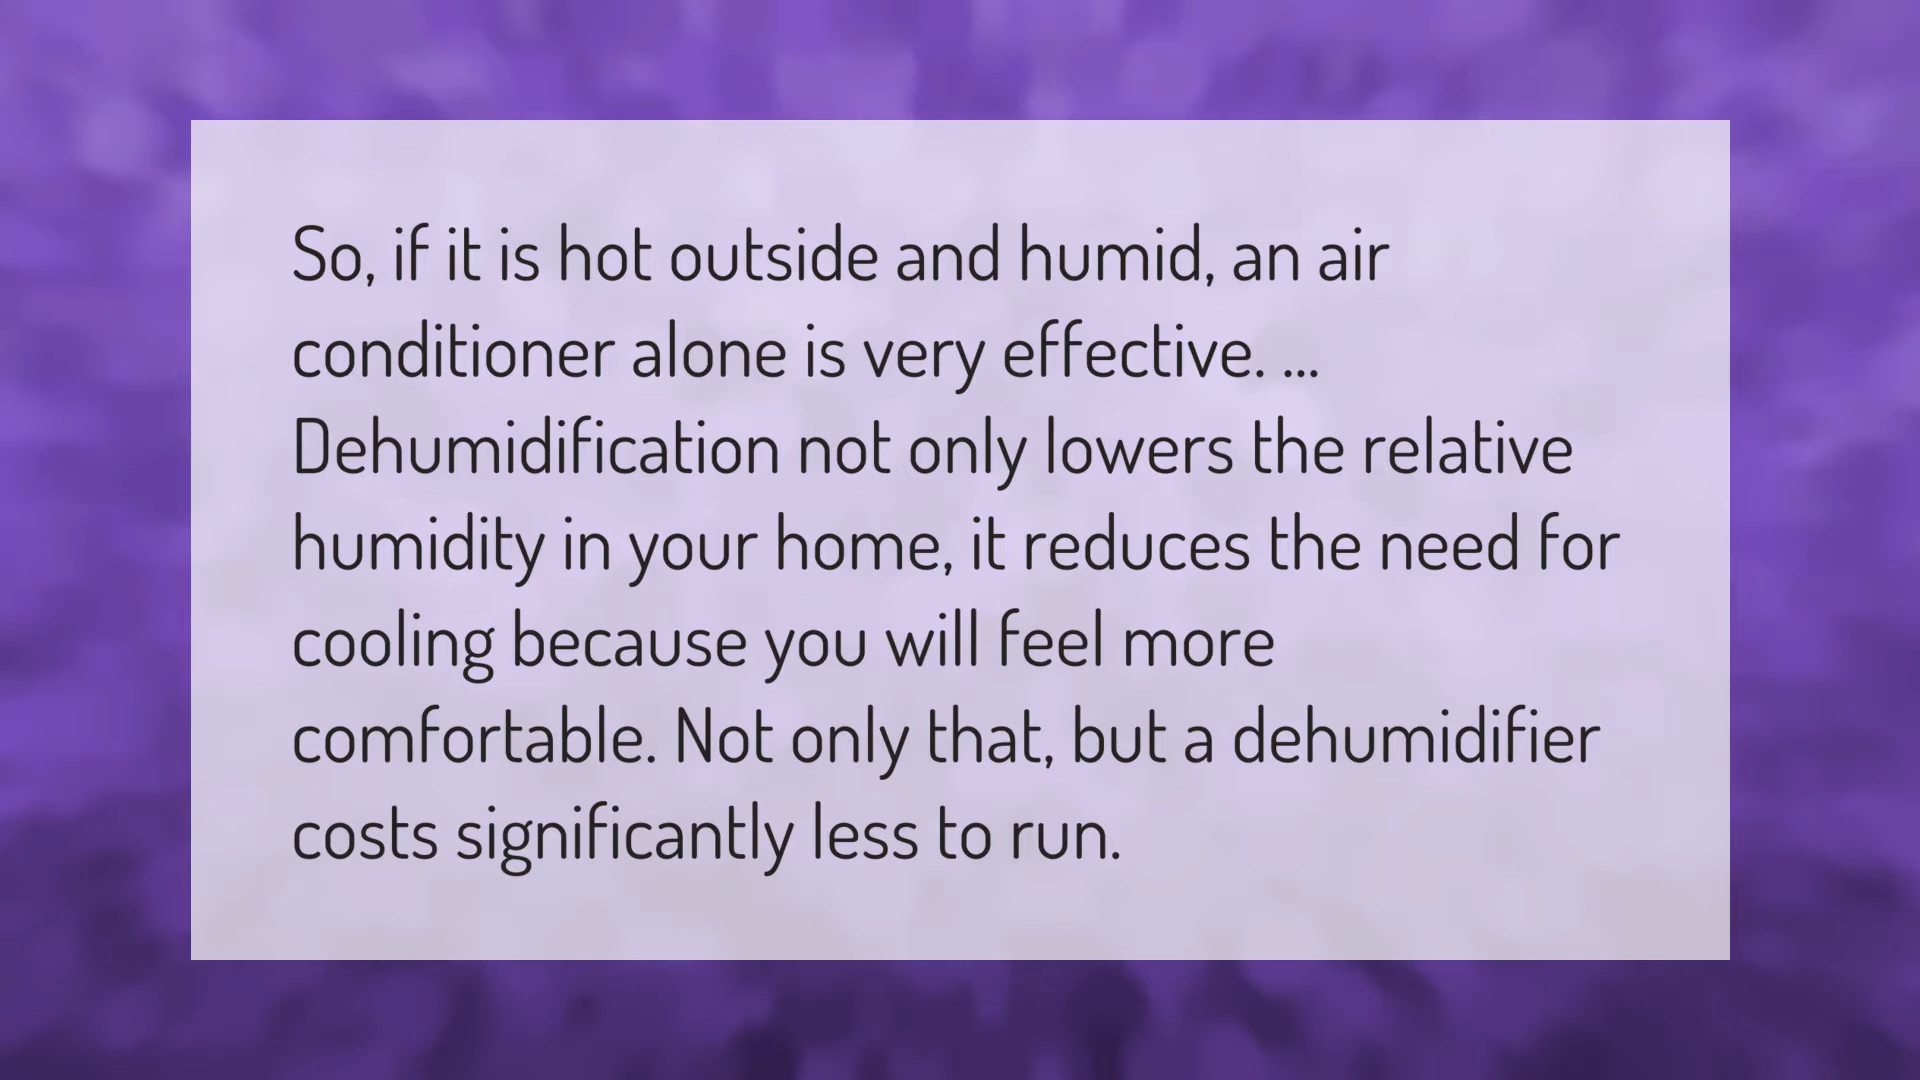 So, if it is hot outside and humid, an air
conditioner alone is very effective. ...
Dehumidification not only lowers the relative
humidity in your home, it reduces the need for
cooling because you will feel more
comfortable. Not only that, but a dehumidifier
costs significantly less to run.